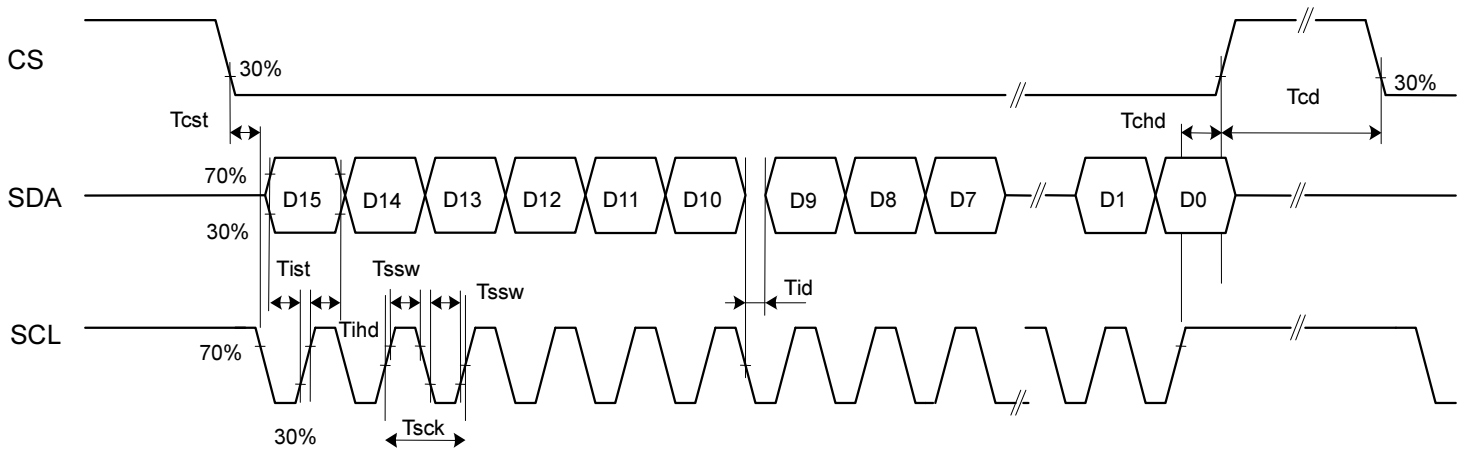 CS
30%
30%
Tcst
Tchd
Tcd
SDA
70%
30%
D15
D14
D13
D12
D11
D10
D9
D8
D7
D1
D0
Tist
Tssw
Tssw
Tid
Tihd
SCL
70%
30%
Tsck